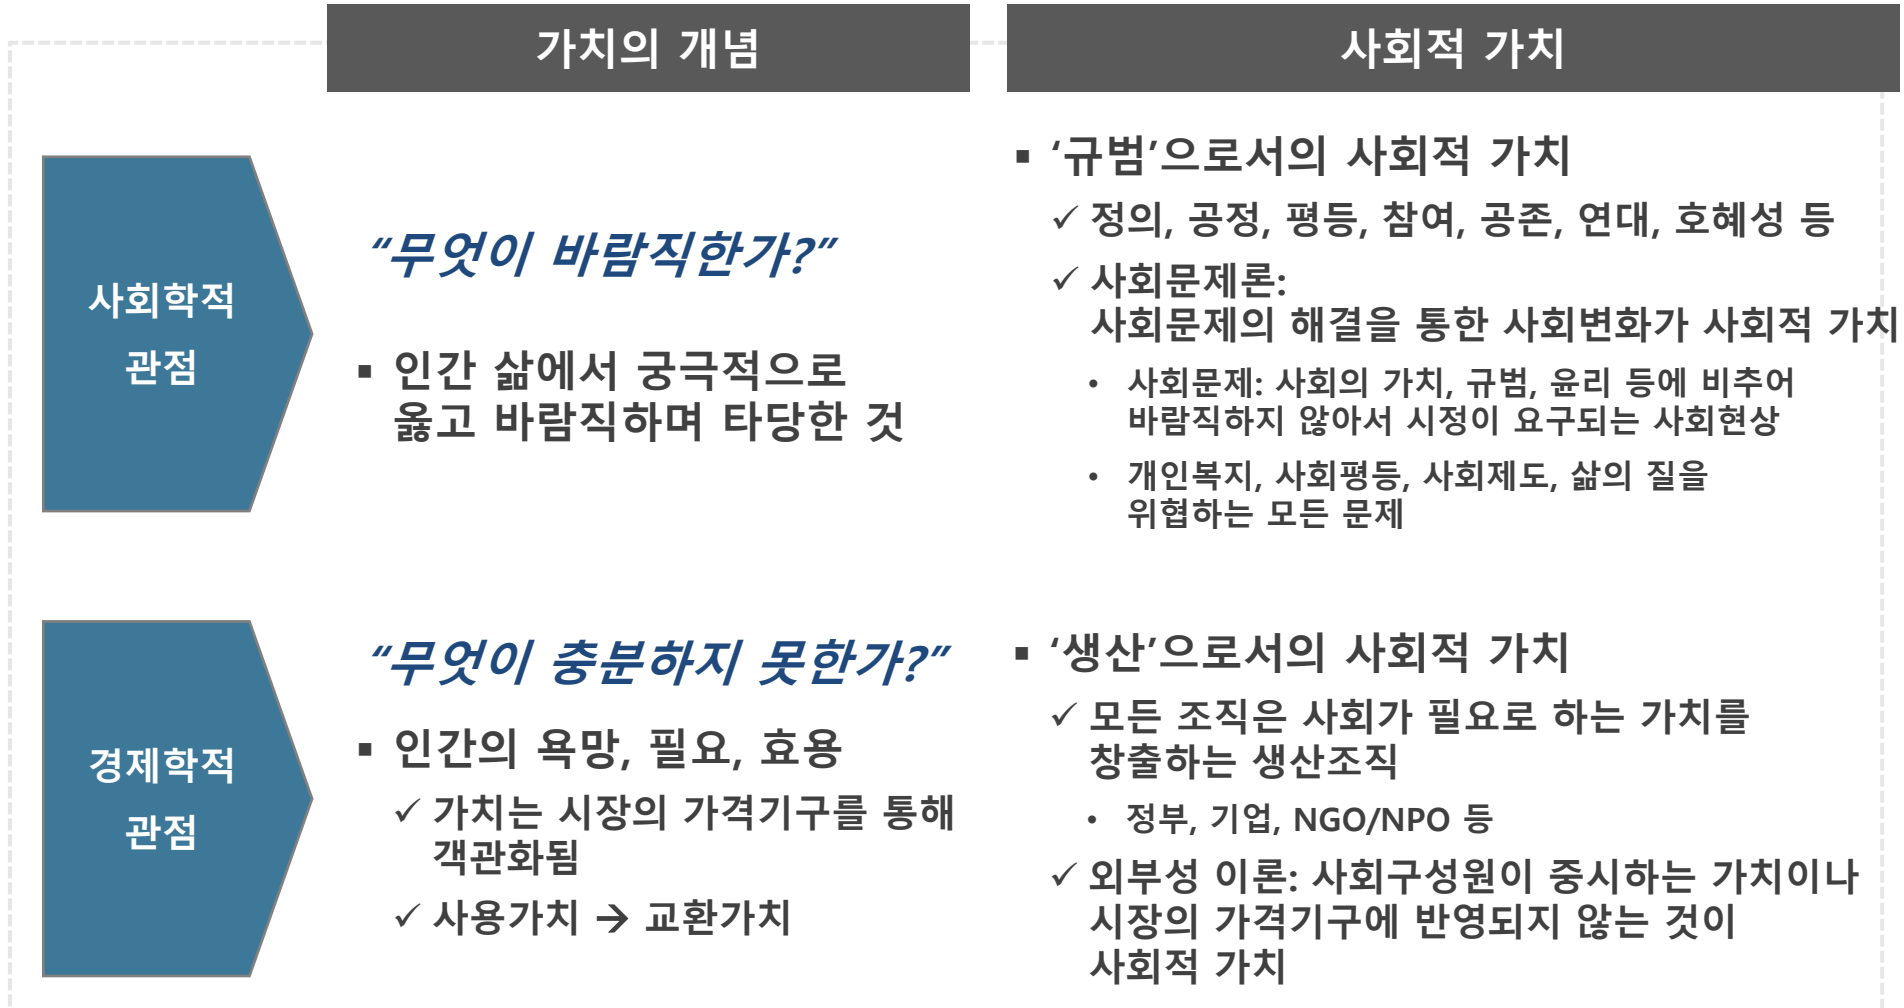 가치의 개념
사회적 가치
사회학적
관점
“무엇이 바람직한가?”
▪ 인간 삶에서 궁극적으로
옳고 바람직하며 타당한 것
▪ ‘규범’으로서의 사회적 가치
✓ 정의, 공정, 평등, 참여, 공존, 연대, 호혜성 등
✓ 사회문제론:
사회문제의 해결을 통한 사회변화가 사회적 가치
• 사회문제: 사회의 가치, 규범, 윤리 등에 비추어
바람직하지 않아서 시정이 요구되는 사회현상
• 개인복지, 사회평등, 사회제도, 삶의 질을
위협하는 모든 문제
경제학적
관점
“무엇이 충분하지 못한가?”
▪ 인간의 욕망, 필요, 효용
✓ 가치는 시장의 가격기구를 통해
객관화됨
✓ 사용가치 → 교환가치
▪ ‘생산’으로서의 사회적 가치
✓ 모든 조직은 사회가 필요로 하는 가치를
창출하는 생산조직
• 정부, 기업, NGO/NPO 등
✓ 외부성 이론: 사회구성원이 중시하는 가치이나
시장의 가격기구에 반영되지 않는 것이
사회적 가치